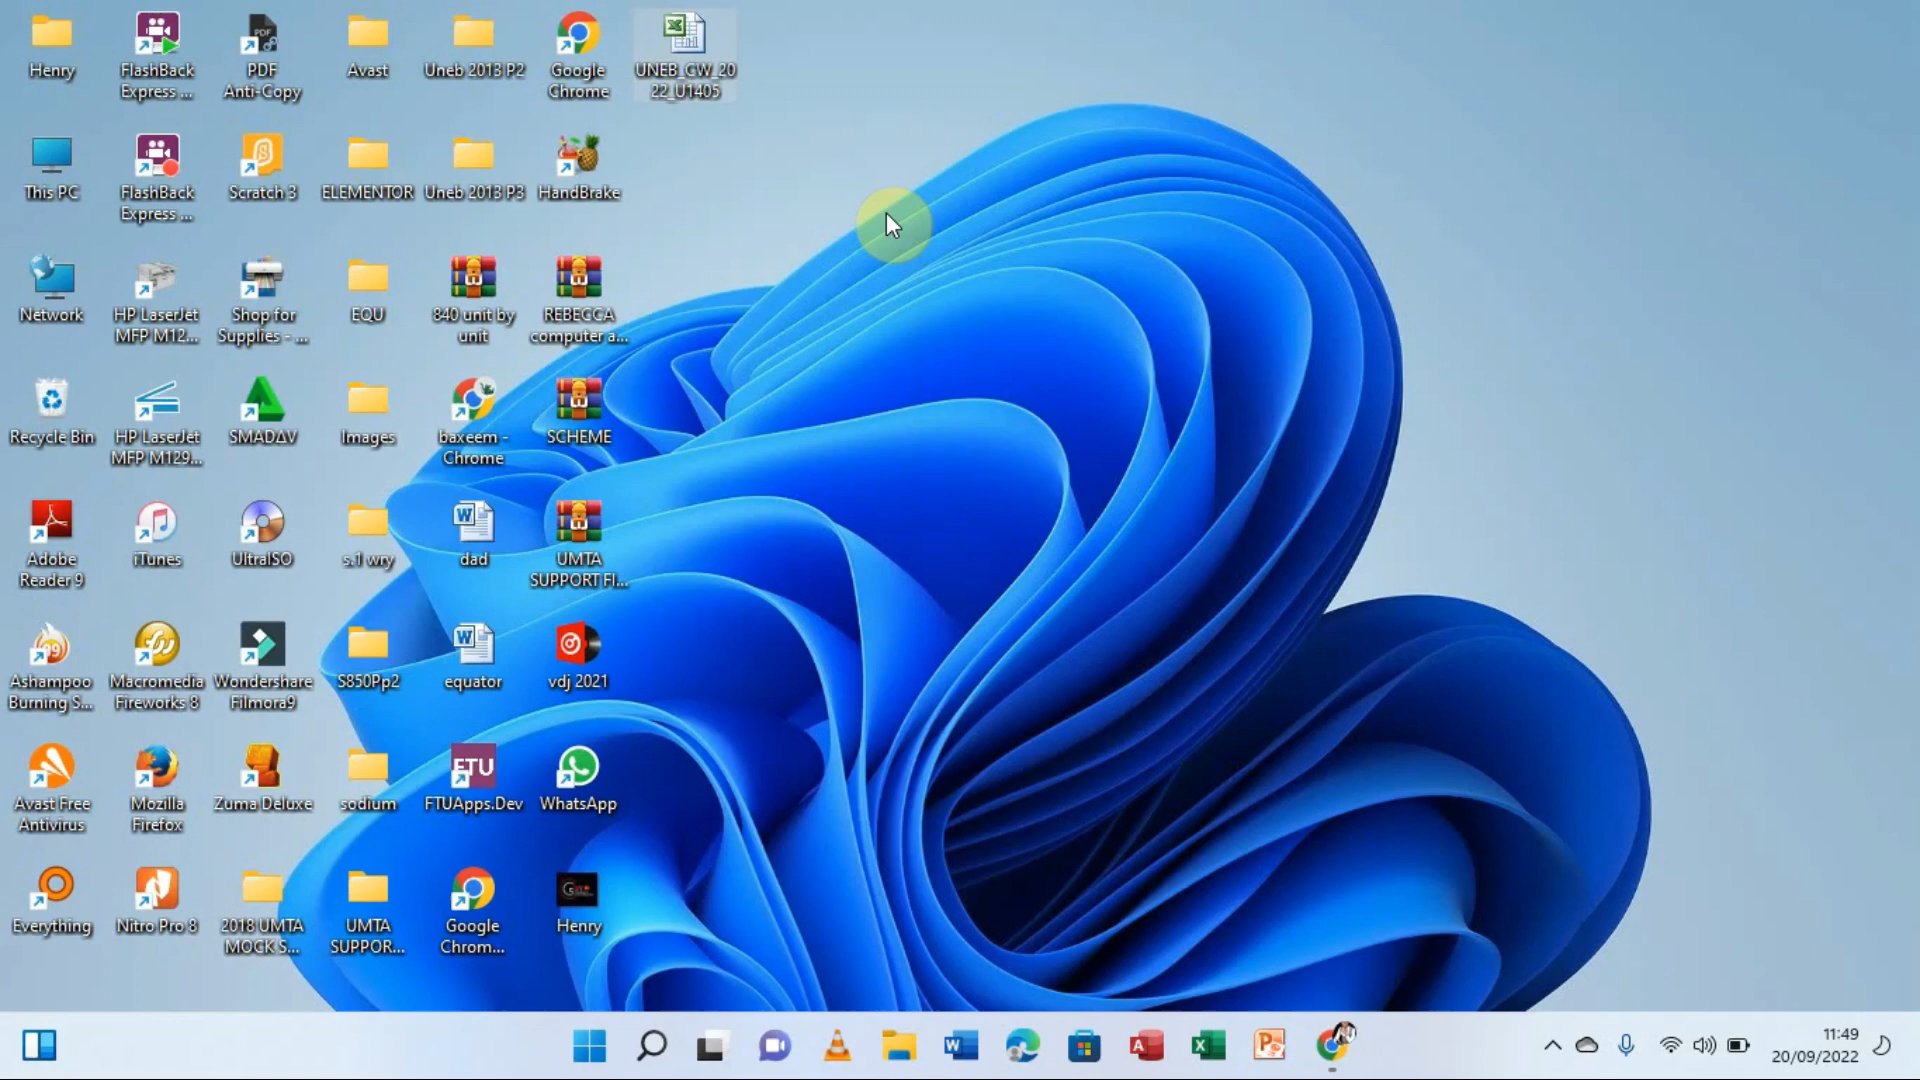 Henry
FlashBack
Express ...
PDF
Anti-Copy
Avast
Uneb 2013 P2
Google
Chrome
UNEB_CW_20
22_U1405
This PC
FlashBack
Express ...
Scratch 3
ELEMENTOR
Uneb 2013 P3
HandBrake
Network
HP LaserJet
MFP M12...
Shop for
Supplies - ...
EQU
840 unit by
unit
REBECCA
computer a...
Recycle Bin
HP LaserJet
MFP M129...
SMADAV
Images
baxeem -
Chrome
SCHEME
Adobe
Reader 9
iTunes
UltraISO
s.1 wry
dad
UMTA
SUPPORT FI...
Ashampoo
Burning S...
Macromedia
Fireworks 8
Wondershare
Filmora9
S850Pp2
equator
vdj 2021
Avast Free
Antivirus
Mozilla
Firefox
Zuma Deluxe
sodium
FTU
FTUApps.Dev
WhatsApp
Everything
Nitro Pro 8
2018 UMTA
MOCK S...
UMTA
SUPPOR...
Google
Chrom...
Henry
11:49
20/09/2022